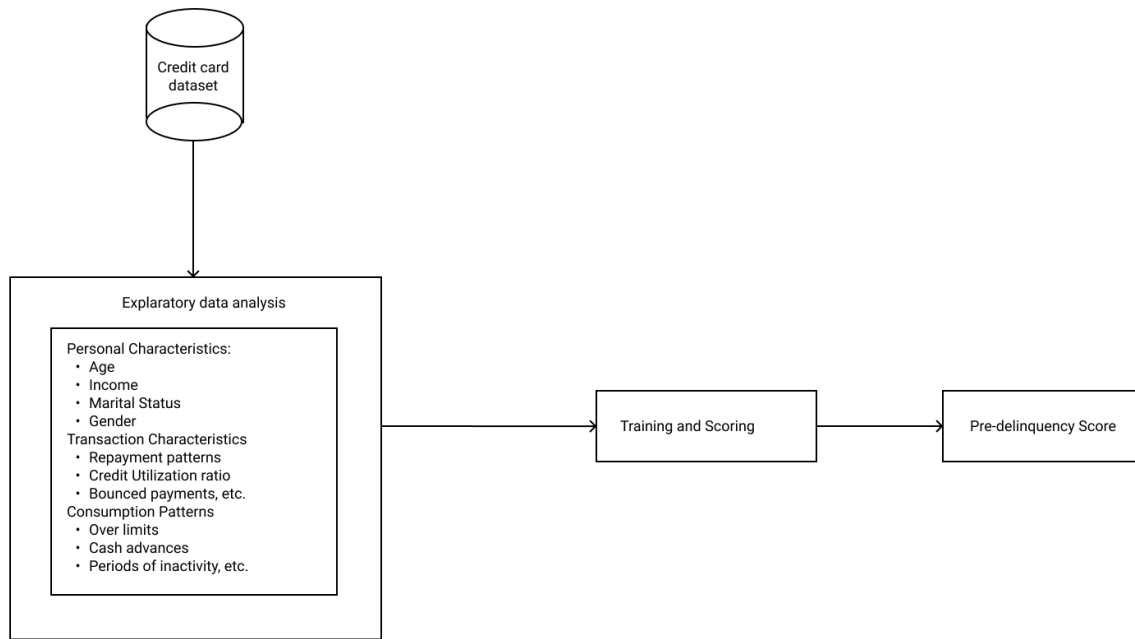 Credit card
dataset
Explaratory data analysis
Personal Characteristics:
• Age
• Income
• Marital Status
• Gender
Transaction Characteristics
• Repayment patterns
• Credit Utilization ratio
• Bounced payments, etc.
Consumption Patterns
• Over limits
• Cash advances
• Periods of inactivity, etc.
Training and Scoring
Pre-delinquency Score